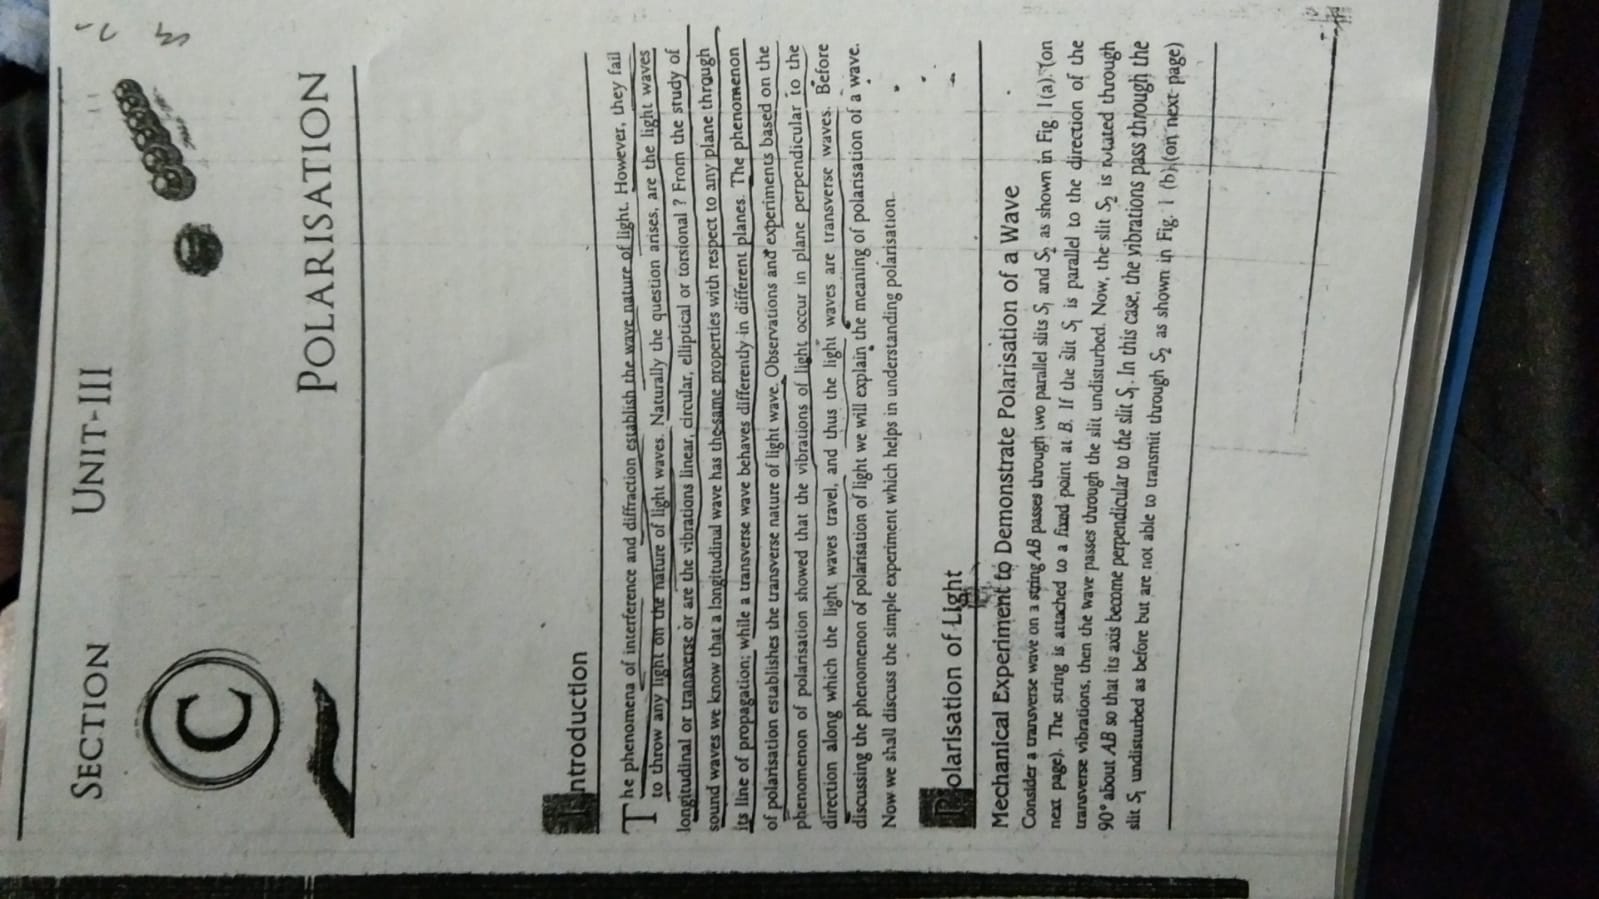 SECTION UNIT-III
C
POLARISATION
Introduction
The phenomena of interference and diffraction establish the wave nature of light. However, they fail
to throw any light on the nature of light waves. Naturally the question arises, are the light waves
longitudinal or transverse or are the vibrations linear, circular, elliptical or torsional ? From the study of
sound waves we know that a longitudinal wave has the same properties with respect to any plane through
its line of propagation; while a transverse wave behaves differently in different planes. The phenomenon
of polarisation establishes the transverse nature of light wave. Observations and experiments based on the
phenomenon of polarisation showed that the vibrations of light occur in plane perpendicular to the
direction along which the light waves travel, and thus the light waves are transverse waves. Before
discussing the phenomenon of polarisation of light we will explain the meaning of polarisation of a wave.
Now we shall discuss the simple experiment which helps in understanding polarisation.
Polarisation of Light
Mechanical Experiment to Demonstrate Polarisation of a Wave
Consider a transverse wave on a string AB passes through two parallel slits S₁ and S₂ as shown in Fig. 1(a) (on
next page). The string is attached to a fixed point at B. If the slit S₁ is parallel to the direction of the
transverse vibrations, then the wave passes through the slit undisturbed. Now, the slit S₂ is rotated through
90° about AB so that its axis become perpendicular to the slit S₁. In this case, the vibrations pass through the
slit S₁ undisturbed as before but are not able to transmit through S₂ as shown in Fig. 1 (b) (on next page)